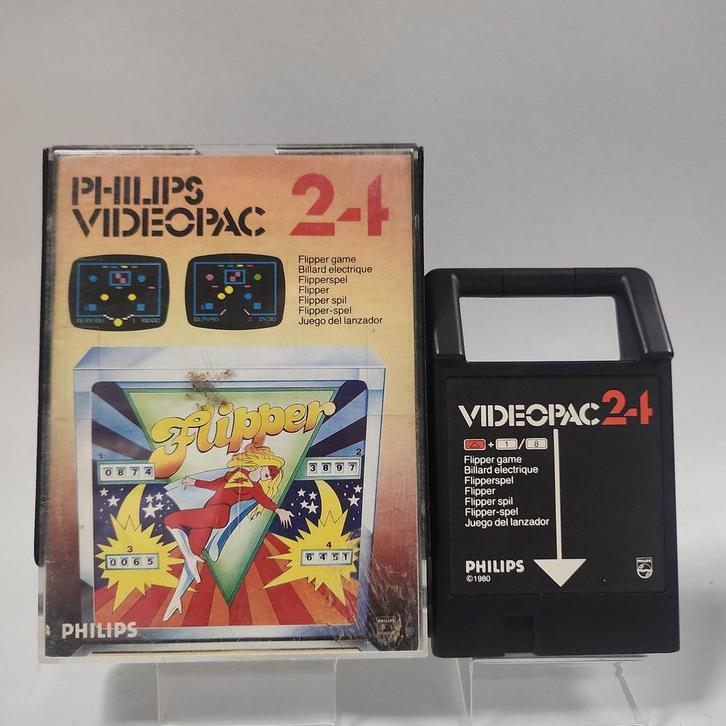 PHILIPS
VIDEOPAC 24
Flipper game
Billard electrique
Flipperspel
Flipper
Flipper spil
Flipper-spel
Juego del lanzador
Flipper
1
0874
2
3897
3
0065
4
6451
PHILIPS
VIDEOPAC 24
+ 1 / 8
Flipper game
Billard electrique
Flipperspel
Flipper
Flipper spil
Flipper-spel
Juego del lanzador
PHILIPS
©1980